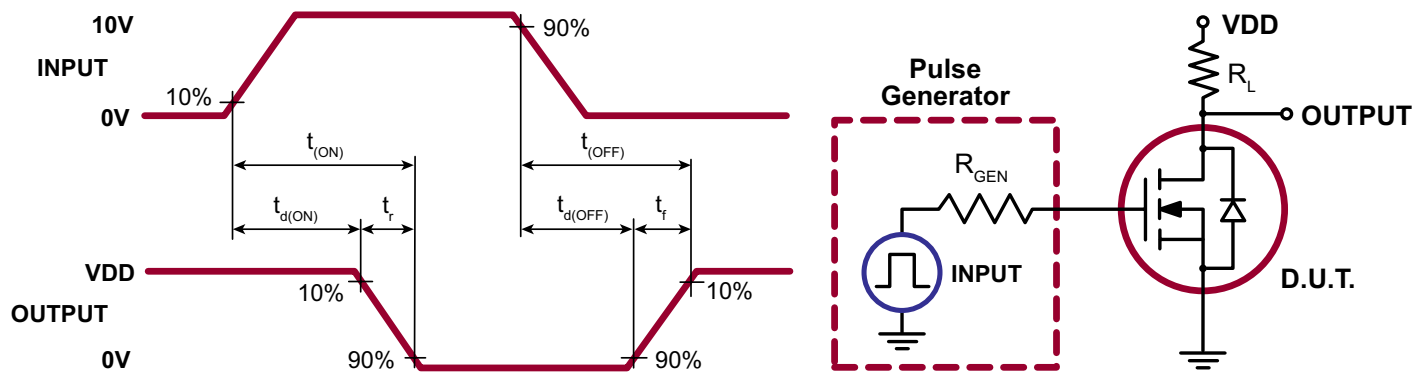 10V
INPUT
0V
10%
90%
t(ON)
t(OFF)
td(ON)
tr
td(OFF)
tf
VDD
OUTPUT
0V
10%
90%
90%
10%
Pulse
Generator
RGEN
INPUT
VDD
RL
OUTPUT
D.U.T.